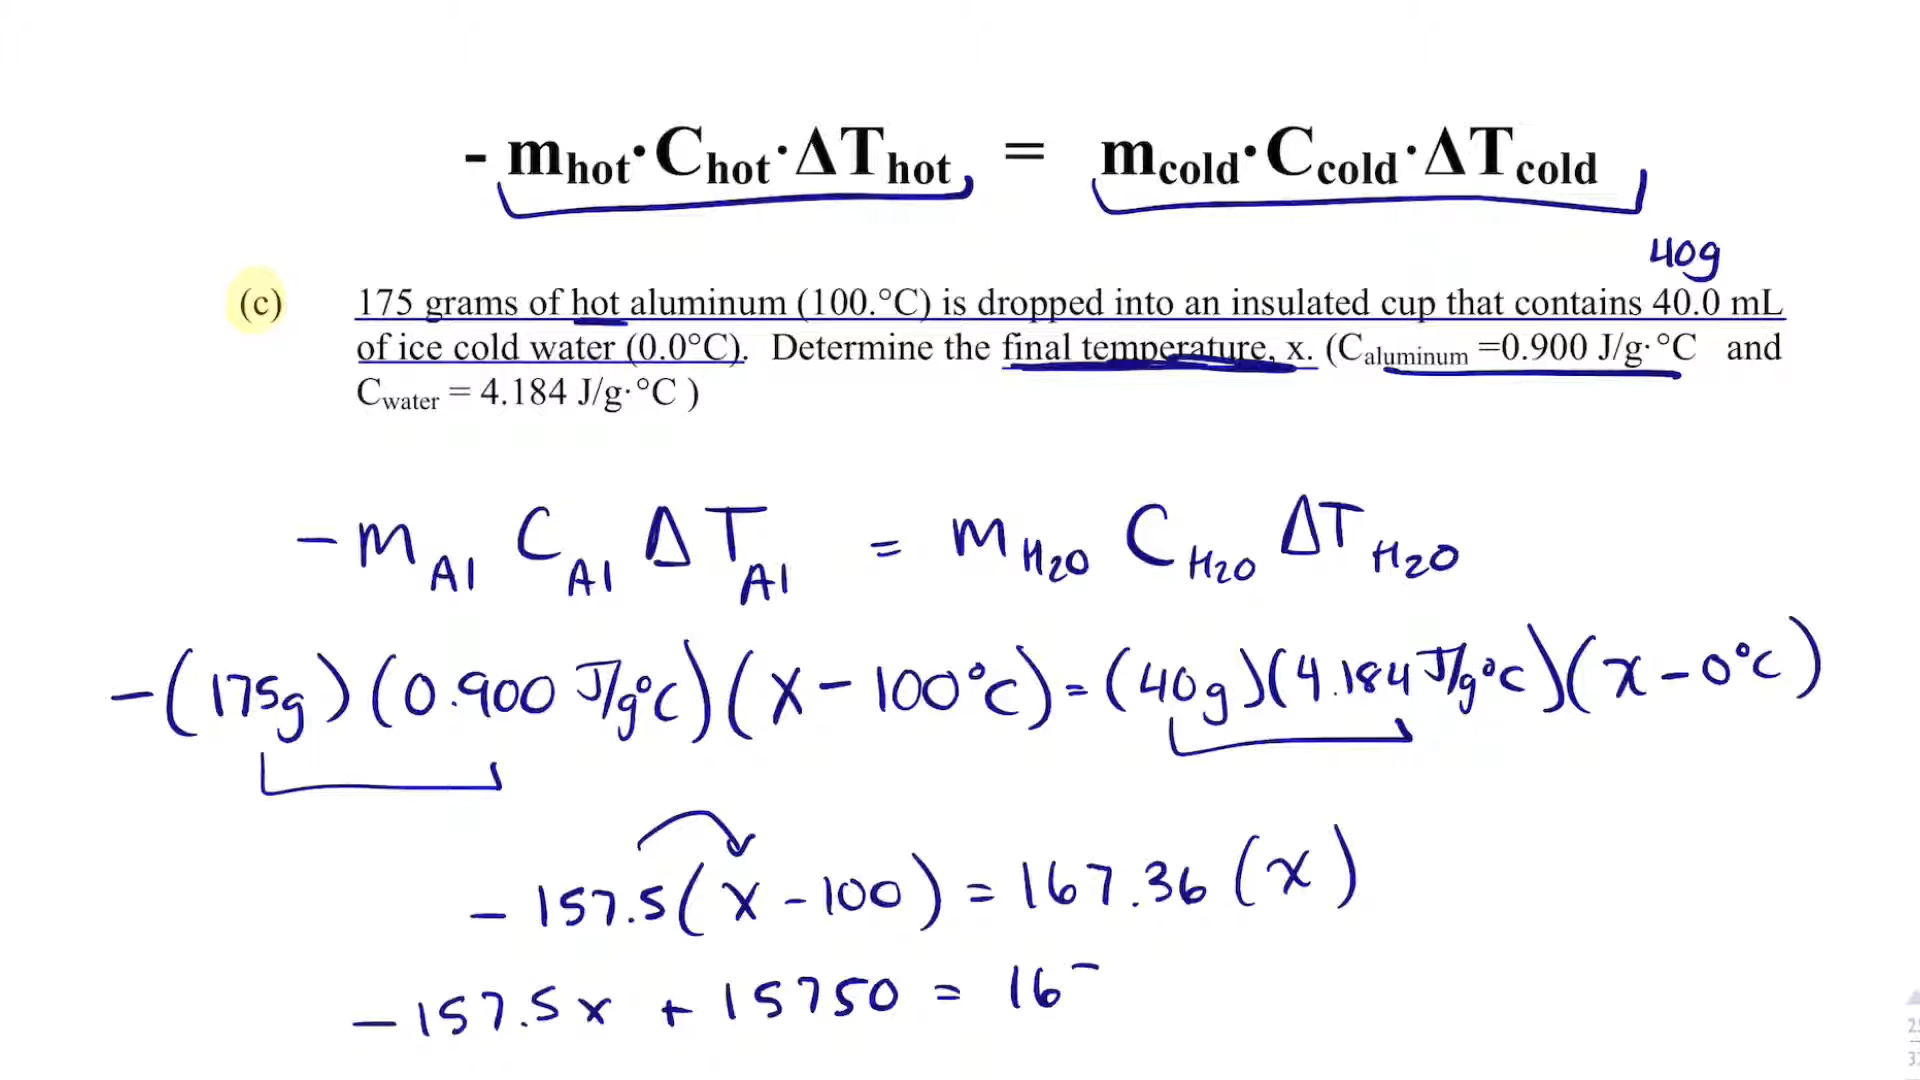 - mhot·Chot·ΔThot = mcold·Ccold·ΔTcold
40g
(c) 175 grams of hot aluminum (100.°C) is dropped into an insulated cup that contains 40.0 mL
of ice cold water (0.0°C). Determine the final temperature, x. (Caluminum =0.900 J/g·°C and
Cwater = 4.184 J/g·°C )
-mAl CAl ΔTAl = mH2O CH2O ΔTH2O
-(175g)(0.900 J/g°C)(x-100°C)=(40g)(4.184 J/g°C)(x-0°C)
-157.5(x-100)=167.36(x)
-157.5x + 15750 = 16